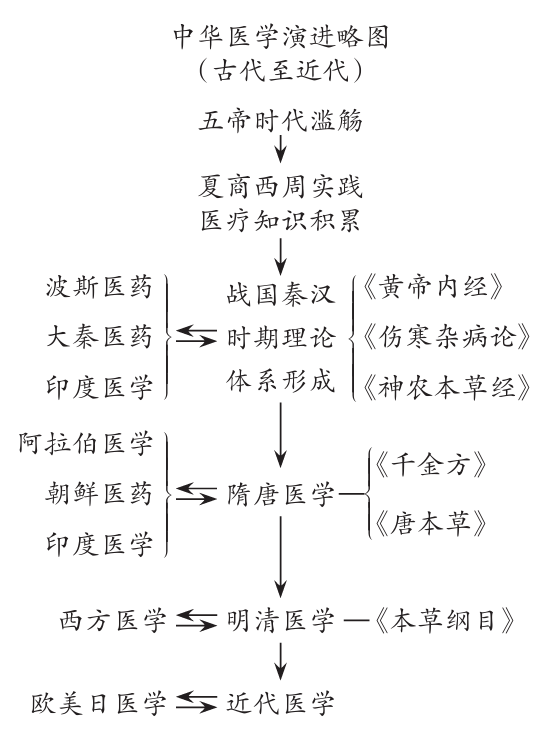 中华医学演进略图
（古代至近代）
五帝时代滥觞
夏商西周实践
医疗知识积累
波斯医药
大秦医药
印度医学
战国秦汉
时期理论
体系形成
《黄帝内经》
《伤寒杂病论》
《神农本草经》
阿拉伯医学
朝鲜医药
印度医学
隋唐医学
《千金方》
《唐本草》
西方医学
明清医学
《本草纲目》
欧美日医学
近代医学